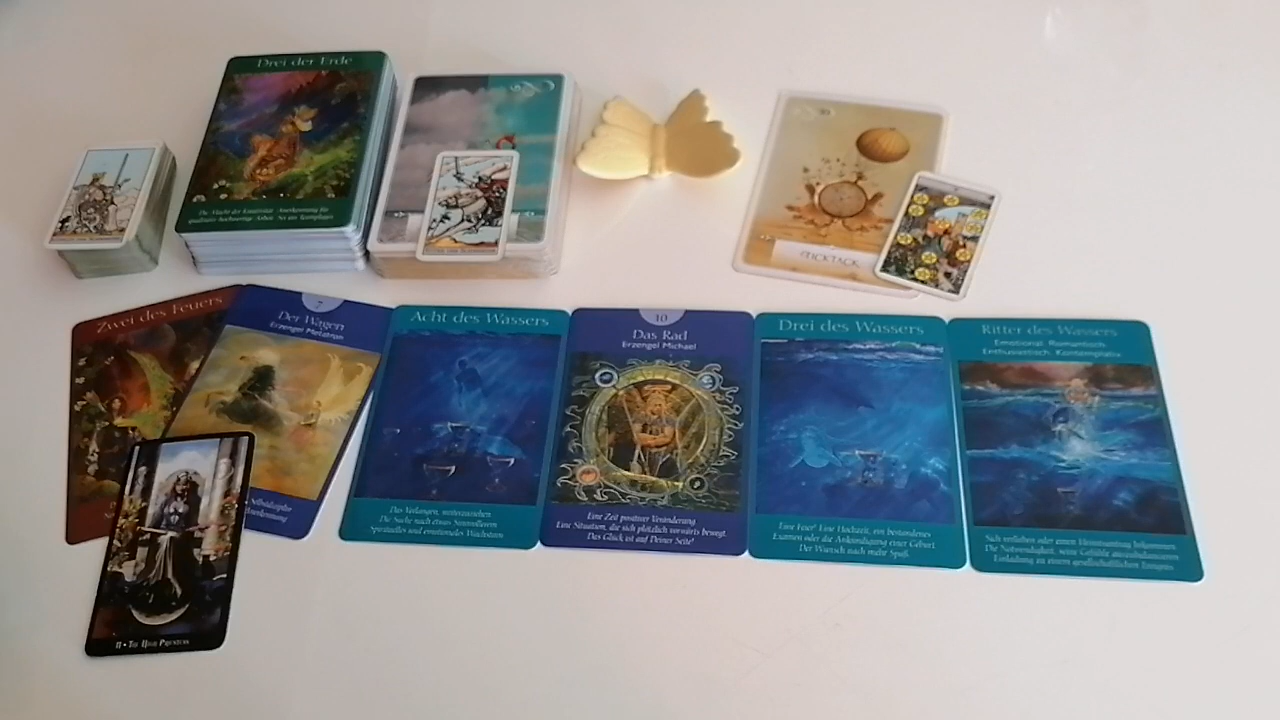 Drei der Erde
Die Macht der Kreativität · Anerkennung für
qualitativ hochwertige Arbeit
TICKTACK
Zwei des Feuers
7
Der Wagen
Erzengel Metatron
Selbstdisziplin
Anerkennung
Acht des Wassers
Das Verlangen, weiterzuziehen
Die Suche nach etwas Sinnvollerem
Spirituelles und emotionales Wachstum
10
Das Rad
Erzengel Michael
Eine Zeit positiver Veränderung
Eine Situation, die sich plötzlich vorwärts bewegt.
Das Glück ist auf Deiner Seite!
Drei des Wassers
Eine Feier! Eine Hochzeit, ein bestandenes
Examen oder die Ankündigung einer Geburt.
Der Wunsch nach mehr Spaß.
Ritter des Wassers
Emotional, Romantisch
Enthusiastisch, Kontemplativ
Sich verlieben oder einen Heiratsantrag bekommen.
Die Notwendigkeit, seine Gefühle auszubalancieren
Einladung zu einem gesellschaftlichen Ereignis
II • The High Priestess